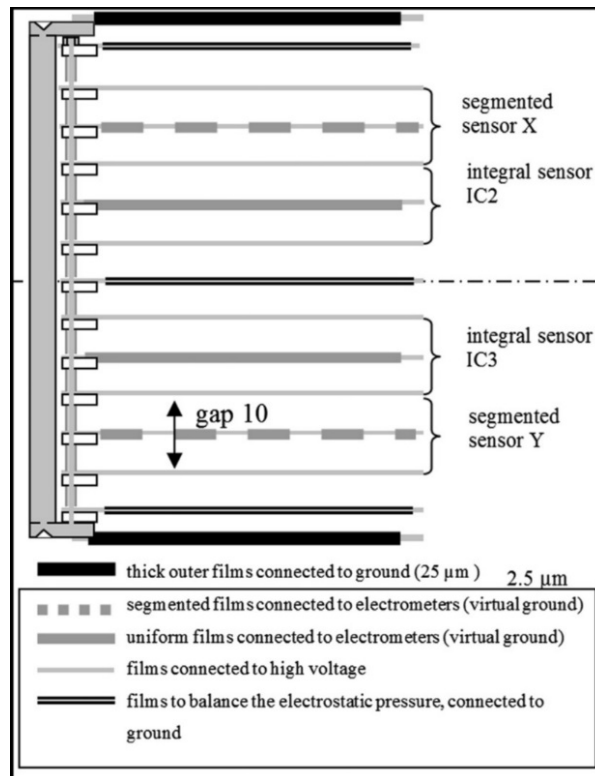 segmented
sensor X
integral sensor
IC2
integral sensor
IC3
gap 10
segmented
sensor Y
thick outer films connected to ground (25 µm )
2.5 µm
segmented films connected to electrometers (virtual ground)
uniform films connected to electrometers (virtual ground)
films connected to high voltage
films to balance the electrostatic pressure, connected to
ground